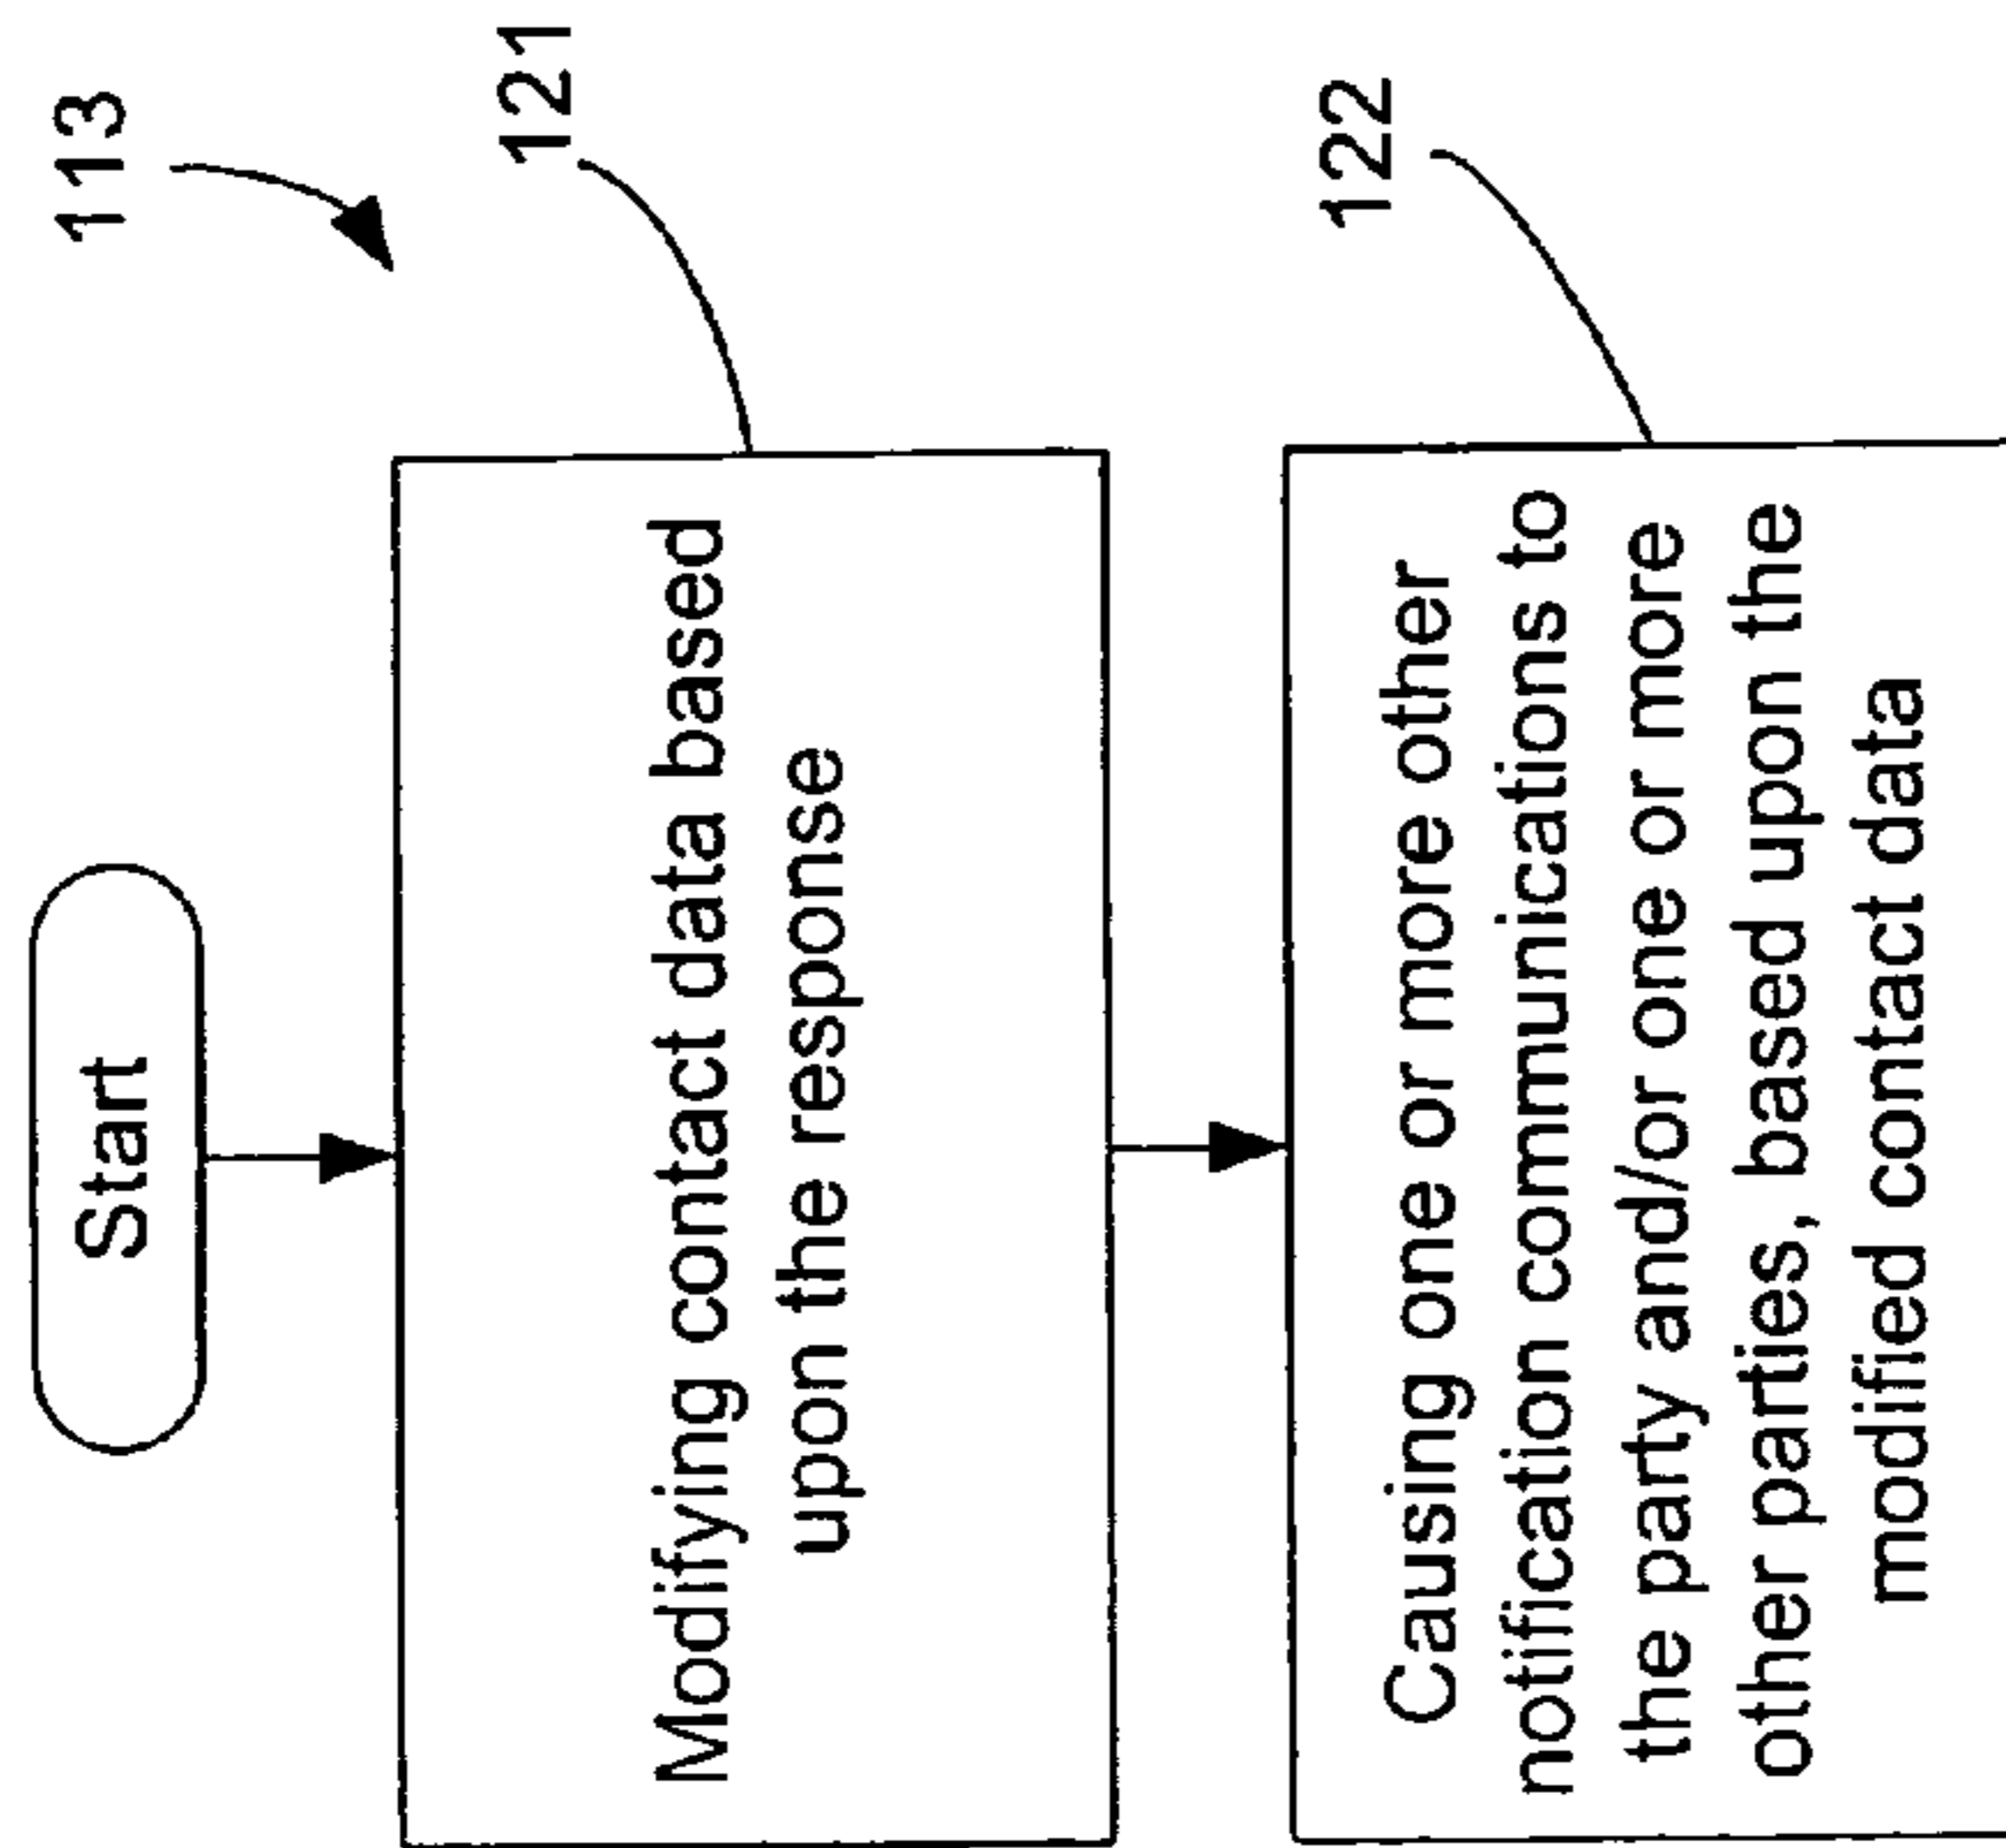 113
Start
121
Modifying contact data based
upon the response
122
Causing one or more other
notification communications to
the party and/or one or more
other parties, based upon the
modified contact data